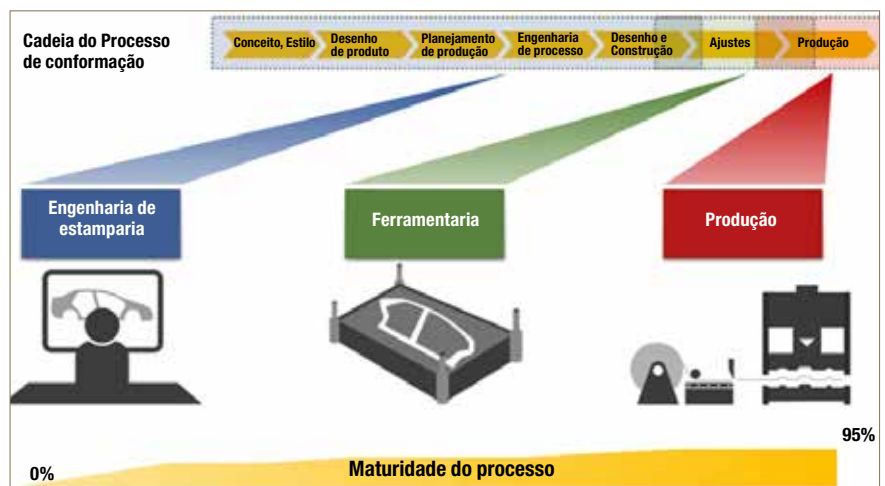 Cadeia do Processo
de conformação
Conceito, Estilo
Desenho
de produto
Planejamento
de produção
Engenharia
de processo
Desenho e
Construção
Ajustes
Produção
Engenharia de
estamparia
Ferramentaria
Produção
0%
Maturidade do processo
95%